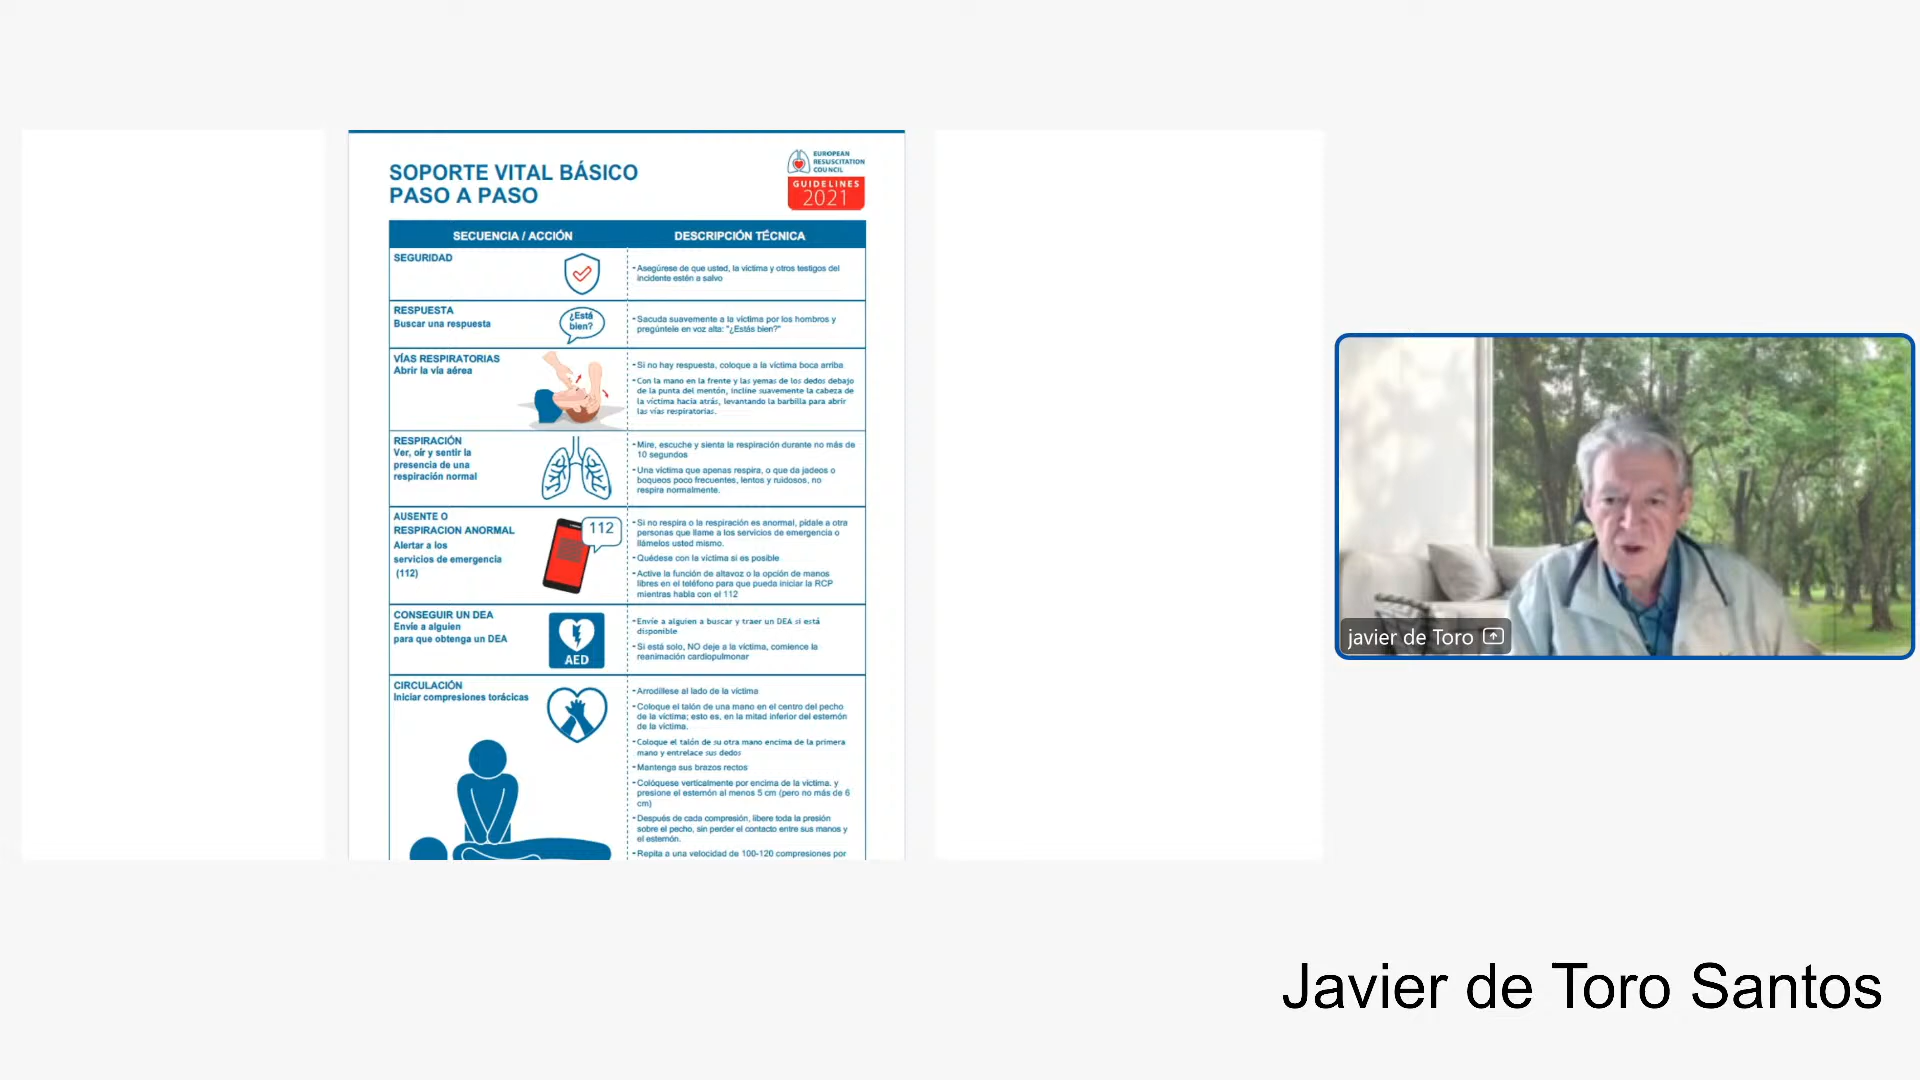 SOPORTE VITAL BÁSICO
PASO A PASO
EUROPEAN
RESUSCITATION
COUNCIL
GUIDELINES
2021
SECUENCIA / ACCIÓN
DESCRIPCIÓN TÉCNICA
SEGURIDAD
- Asegúrese de que usted, la víctima y otros testigos del
incidente estén a salvo
RESPUESTA
Buscar una respuesta
¿Está
bien?
- Sacuda suavemente a la víctima por los hombros y
pregúntele en voz alta: "¿Estás bien?"
VÍAS RESPIRATORIAS
Abrir la vía aérea
- Si no hay respuesta, coloque a la víctima boca arriba
- Con la mano en la frente y las yemas de los dedos debajo
de la punta del mentón, incline suavemente la cabeza de
la víctima hacia atrás, levantando la barbilla para abrir
las vías respiratorias.
RESPIRACIÓN
Ver, oír y sentir la
presencia de una
respiración normal
- Mire, escuche y sienta la respiración durante no más de
10 segundos
- Una víctima que apenas respira, o que da jadeos o
boqueos poco frecuentes, lentos y ruidosos, no
respira normalmente.
AUSENTE O
RESPIRACION ANORMAL
Alertar a los
servicios de emergencia
(112)
112
- Si no respira o la respiración es anormal, pídale a otra
personas que llame a los servicios de emergencia o
llámelos usted mismo.
- Quédese con la víctima si es posible
- Active la función de altavoz o la opción de manos
libres en el teléfono para que pueda iniciar la RCP
mientras habla con el 112
CONSEGUIR UN DEA
Envíe a alguien
para que obtenga un DEA
AED
- Envíe a alguien a buscar y traer un DEA si está
disponible
- Si está solo, NO deje a la víctima, comience la
reanimación cardiopulmonar
CIRCULACIÓN
Iniciar compresiones torácicas
- Arrodíllese al lado de la víctima
- Coloque el talón de una mano en el centro del pecho
de la víctima; esto es, en la mitad inferior del esternón
de la víctima.
- Coloque el talón de su otra mano encima de la primera
mano y entrelace sus dedos
- Mantenga sus brazos rectos
- Colóquese verticalmente por encima de la víctima. y
presione el esternón al menos 5 cm (pero no más de 6
cm)
- Después de cada compresión, libere toda la presión
sobre el pecho, sin perder el contacto entre sus manos y
el esternón.
- Repita a una velocidad de 100-120 compresiones por
javier de Toro
Javier de Toro Santos